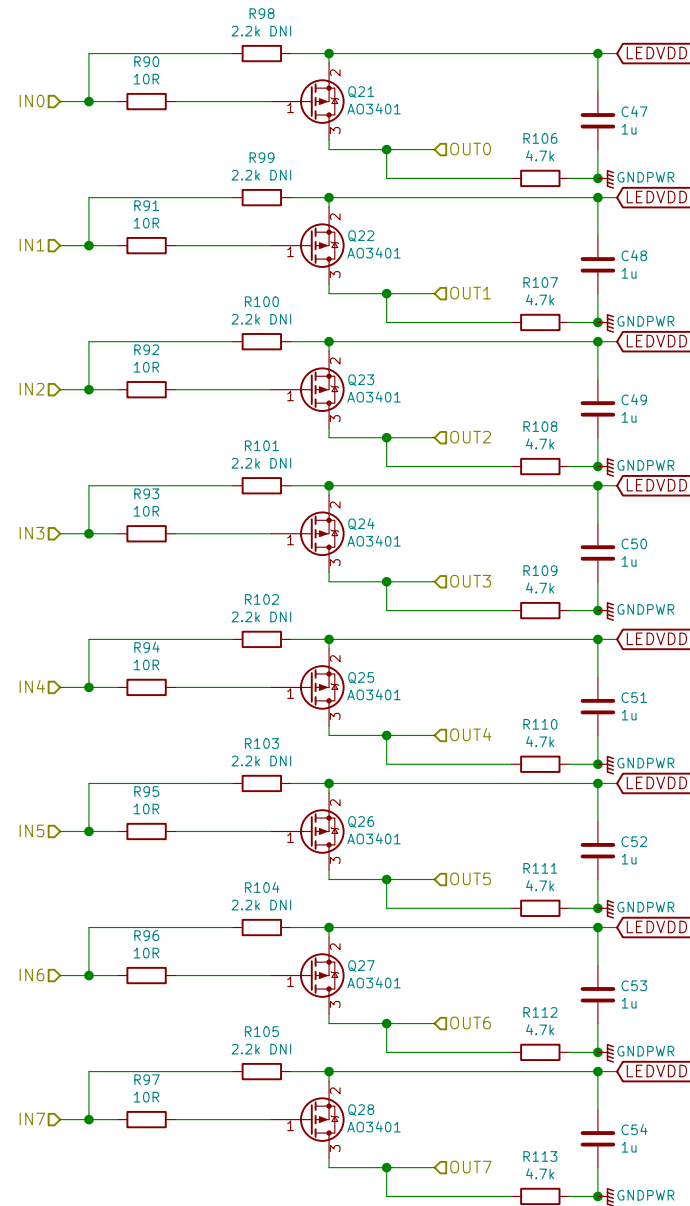 R98
2.2k DNI
LEDVDD
R90
10R
2
IN0
1
Q21
AO3401
C47
1u
3
OUT0
R106
4.7k
GNDPWR
R99
2.2k DNI
LEDVDD
R91
10R
2
IN1
1
Q22
AO3401
C48
1u
3
OUT1
R107
4.7k
GNDPWR
R100
2.2k DNI
LEDVDD
R92
10R
2
IN2
1
Q23
AO3401
C49
1u
3
OUT2
R108
4.7k
GNDPWR
R101
2.2k DNI
LEDVDD
R93
10R
2
IN3
1
Q24
AO3401
C50
1u
3
OUT3
R109
4.7k
GNDPWR
R102
2.2k DNI
LEDVDD
R94
10R
2
IN4
1
Q25
AO3401
C51
1u
3
OUT4
R110
4.7k
GNDPWR
R103
2.2k DNI
LEDVDD
R95
10R
2
IN5
1
Q26
AO3401
C52
1u
3
OUT5
R111
4.7k
GNDPWR
R104
2.2k DNI
LEDVDD
R96
10R
2
IN6
1
Q27
AO3401
C53
1u
3
OUT6
R112
4.7k
GNDPWR
R105
2.2k DNI
LEDVDD
R97
10R
2
IN7
1
Q28
AO3401
C54
1u
3
OUT7
R113
4.7k
GNDPWR